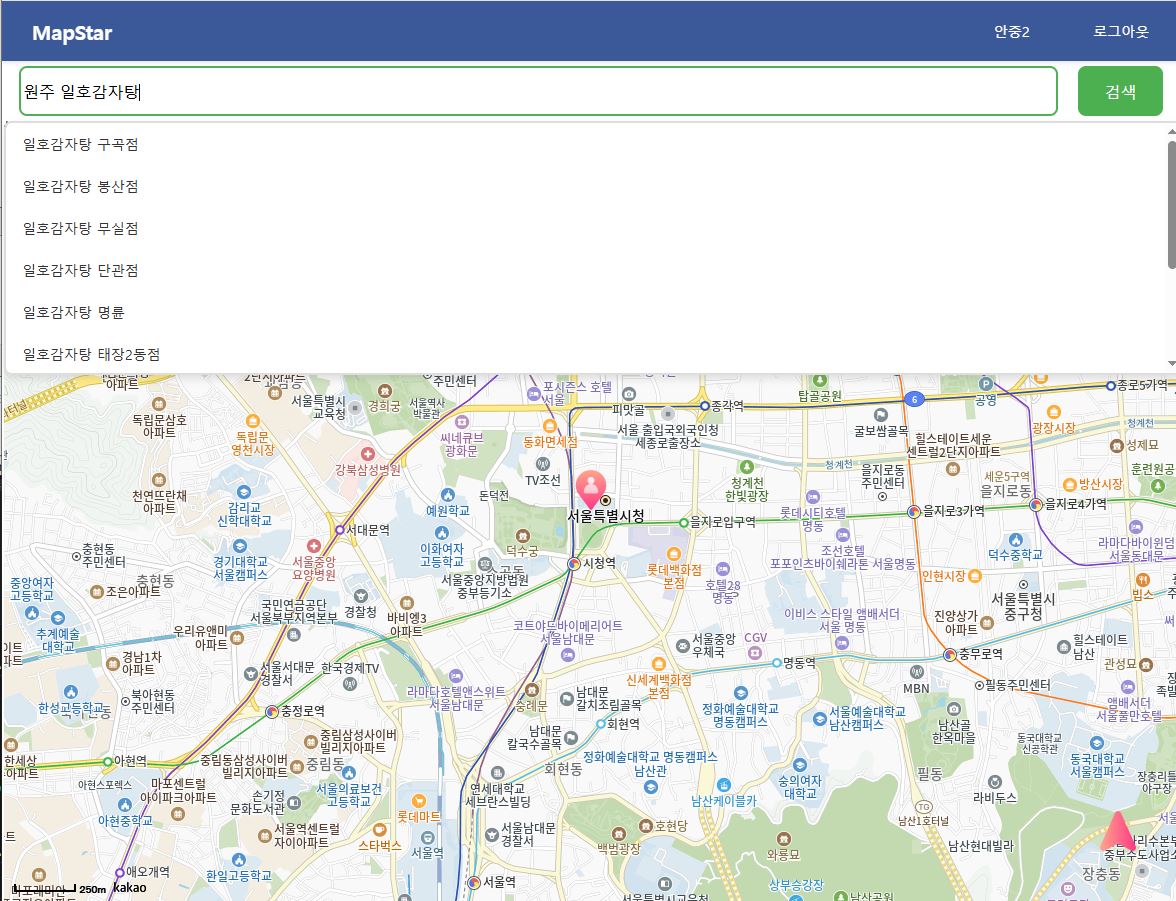 MapStar
안중2
로그아웃
원주 일호감자탕
검색
일호감자탕 구곡점
일호감자탕 봉산점
일호감자탕 무실점
일호감자탕 단관점
일호감자탕 명륜
일호감자탕 태장2동점
아파트
서울특별시
교육청
경희궁
서울역사
박물관
주민센터
포시즌스 호텔
서울
피맛골
종각역
탑골공원
6
공영
종로5가역
독립문삼호
아파트
독립문
영천시장
씨네큐브
광화문
동화면세점
서울 출입국외국인청
세종로출장소
굴보쌈골목
힐스테이트세운
센트럴2단지아파트
광장시장
청계천
성제묘
강북삼성병원
TV조선
청계천
한빛광장
청계천
을지로동
주민센터
세운5구역
을지로동
방산시장
훈련원공
천연뜨란채
아파트
감리교
신학대학교
예원학교
돈덕전
서울특별시청
롯데시티호텔
명동
을지로입구역
을지로3가역
을지로4가역
서대문역
이화여자
고등학교
덕수궁
시청역
롯데백화점
본점
조선호텔
포포인츠바이쉐라톤 서울명동
덕수중학교
라마다바이윈덤
서울동대문
충현동
주민센터
충현동
경기대학교
서울캠퍼스
서울중앙
요양병원
서울중앙지방법원
중부등기소
호텔28
명동
인현시장
빕스
중앙여자
고등학교
조은아파트
국민연금공단
서울북부지역본부
경찰청
바비엥3
아파트
코트야드바이메리어트
서울남대문
이비스 스타일 앰배서더
서울 명동
서울특별시
중구청
진양상가
아파트
추계예술
대학교
우리유앤미
아파트
서울중앙
우체국
CGV
명동역
충무로역
힐스테이트
남산
경남1차
아파트
서울서대문
경찰서
한국경제TV
라마다호텔앤스위트
서울남대문
숭례문
남대문
갈치조림골목
신세계백화점
본점
MBN
필동주민센터
관성묘
앰배서더
서울풀만호텔
한성고등학교
북아현동
주민센터
충정로역
회현역
정화예술대학교
명동캠퍼스
서울예술대학교
남산캠퍼스
남산골
한옥마을
중림동삼성사이버
빌리지아파트
남대문
칼국수골목
정화예술대학교 명동캠퍼스
남산관
회현동
동국대학교
서울캠퍼스
한세상
아파트
아현역
중림동삼성사이버
빌리지아파트
중림동
숭의여자
대학교
필동
아현스포렉스
마포센트럴
아이파크아파트
손기정
문화도서관
서울의료보건
고등학교
연세대학교
세브란스빌딩
남산케이블카
라비두스
아현중학교
롯데마트
TG
남산1호터널
서울역센트럴
자이아파트
스타벅스
서울역
서울남대문
경찰서
백범광장
호현당
와룡묘
남산현대빌라
애오개역
환일고등학교
서울역
상부승강장
남산공원
장충동
250m
kakao